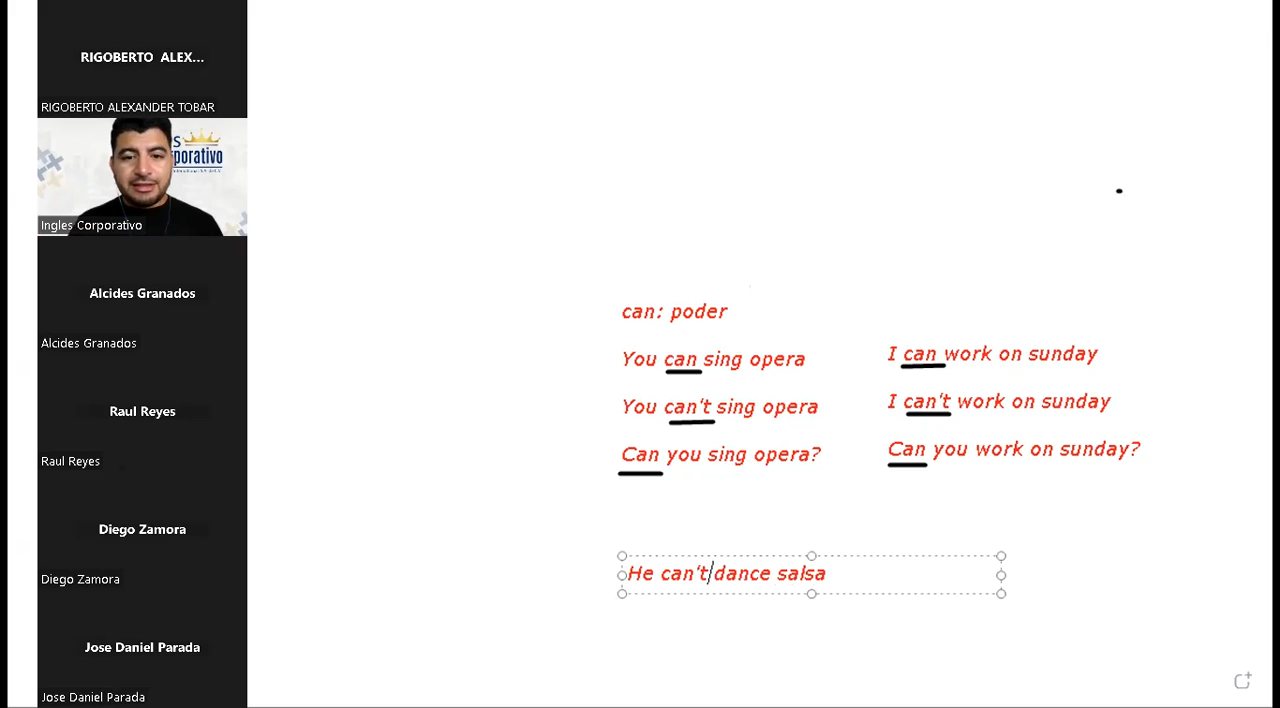 RIGOBERTO ALEX...
RIGOBERTO ALEXANDER TOBAR
Ingles Corporativo
Alcides Granados
Alcides Granados
Raul Reyes
Raul Reyes
Diego Zamora
Diego Zamora
Jose Daniel Parada
Jose Daniel Parada
can: poder
You can sing opera
You can't sing opera
Can you sing opera?
I can work on sunday
I can't work on sunday
Can you work on sunday?
He can't dance salsa